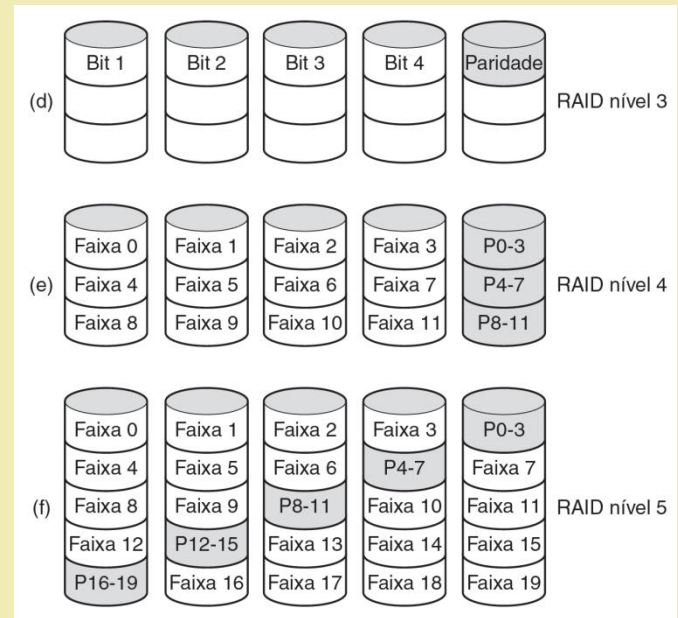 Bit 1 Bit 2 Bit 3 Bit 4 Paridade
(d) RAID nível 3
Faixa 0 Faixa 1 Faixa 2 Faixa 3 P0-3
(e) Faixa 4 Faixa 5 Faixa 6 Faixa 7 P4-7 RAID nível 4
Faixa 8 Faixa 9 Faixa 10 Faixa 11 P8-11
Faixa 0 Faixa 1 Faixa 2 Faixa 3 P0-3
Faixa 4 Faixa 5 Faixa 6 P4-7 Faixa 7
(f) Faixa 8 Faixa 9 P8-11 Faixa 10 Faixa 11 RAID nível 5
Faixa 12 P12-15 Faixa 13 Faixa 14 Faixa 15
P16-19 Faixa 16 Faixa 17 Faixa 18 Faixa 19